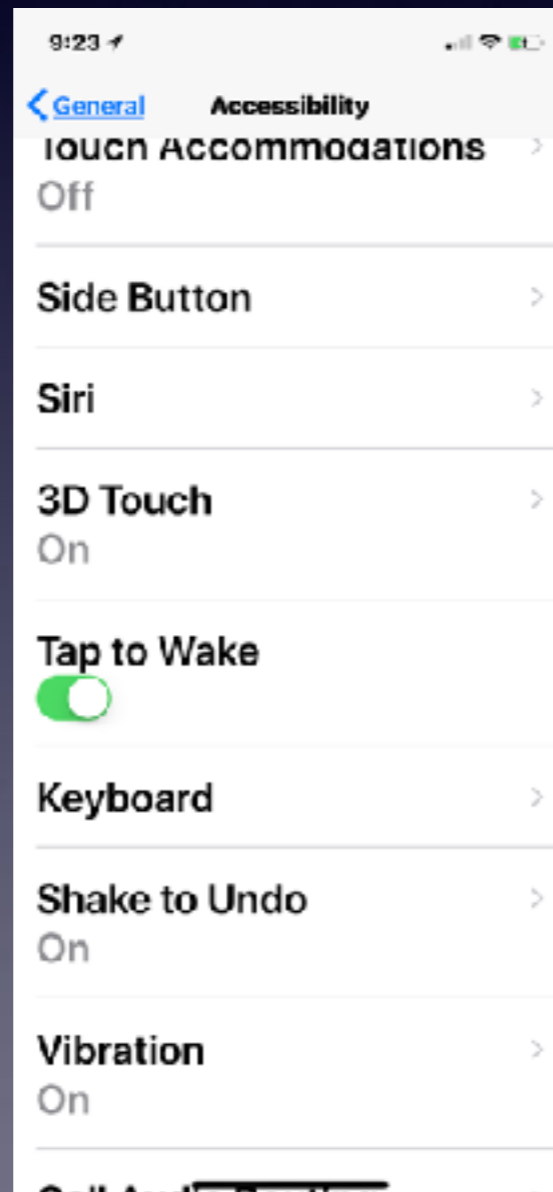 9:23
General Accessibility
Touch Accommodations
Off
Side Button
Siri
3D Touch
On
Tap to Wake
Keyboard
Shake to Undo
On
Vibration
On